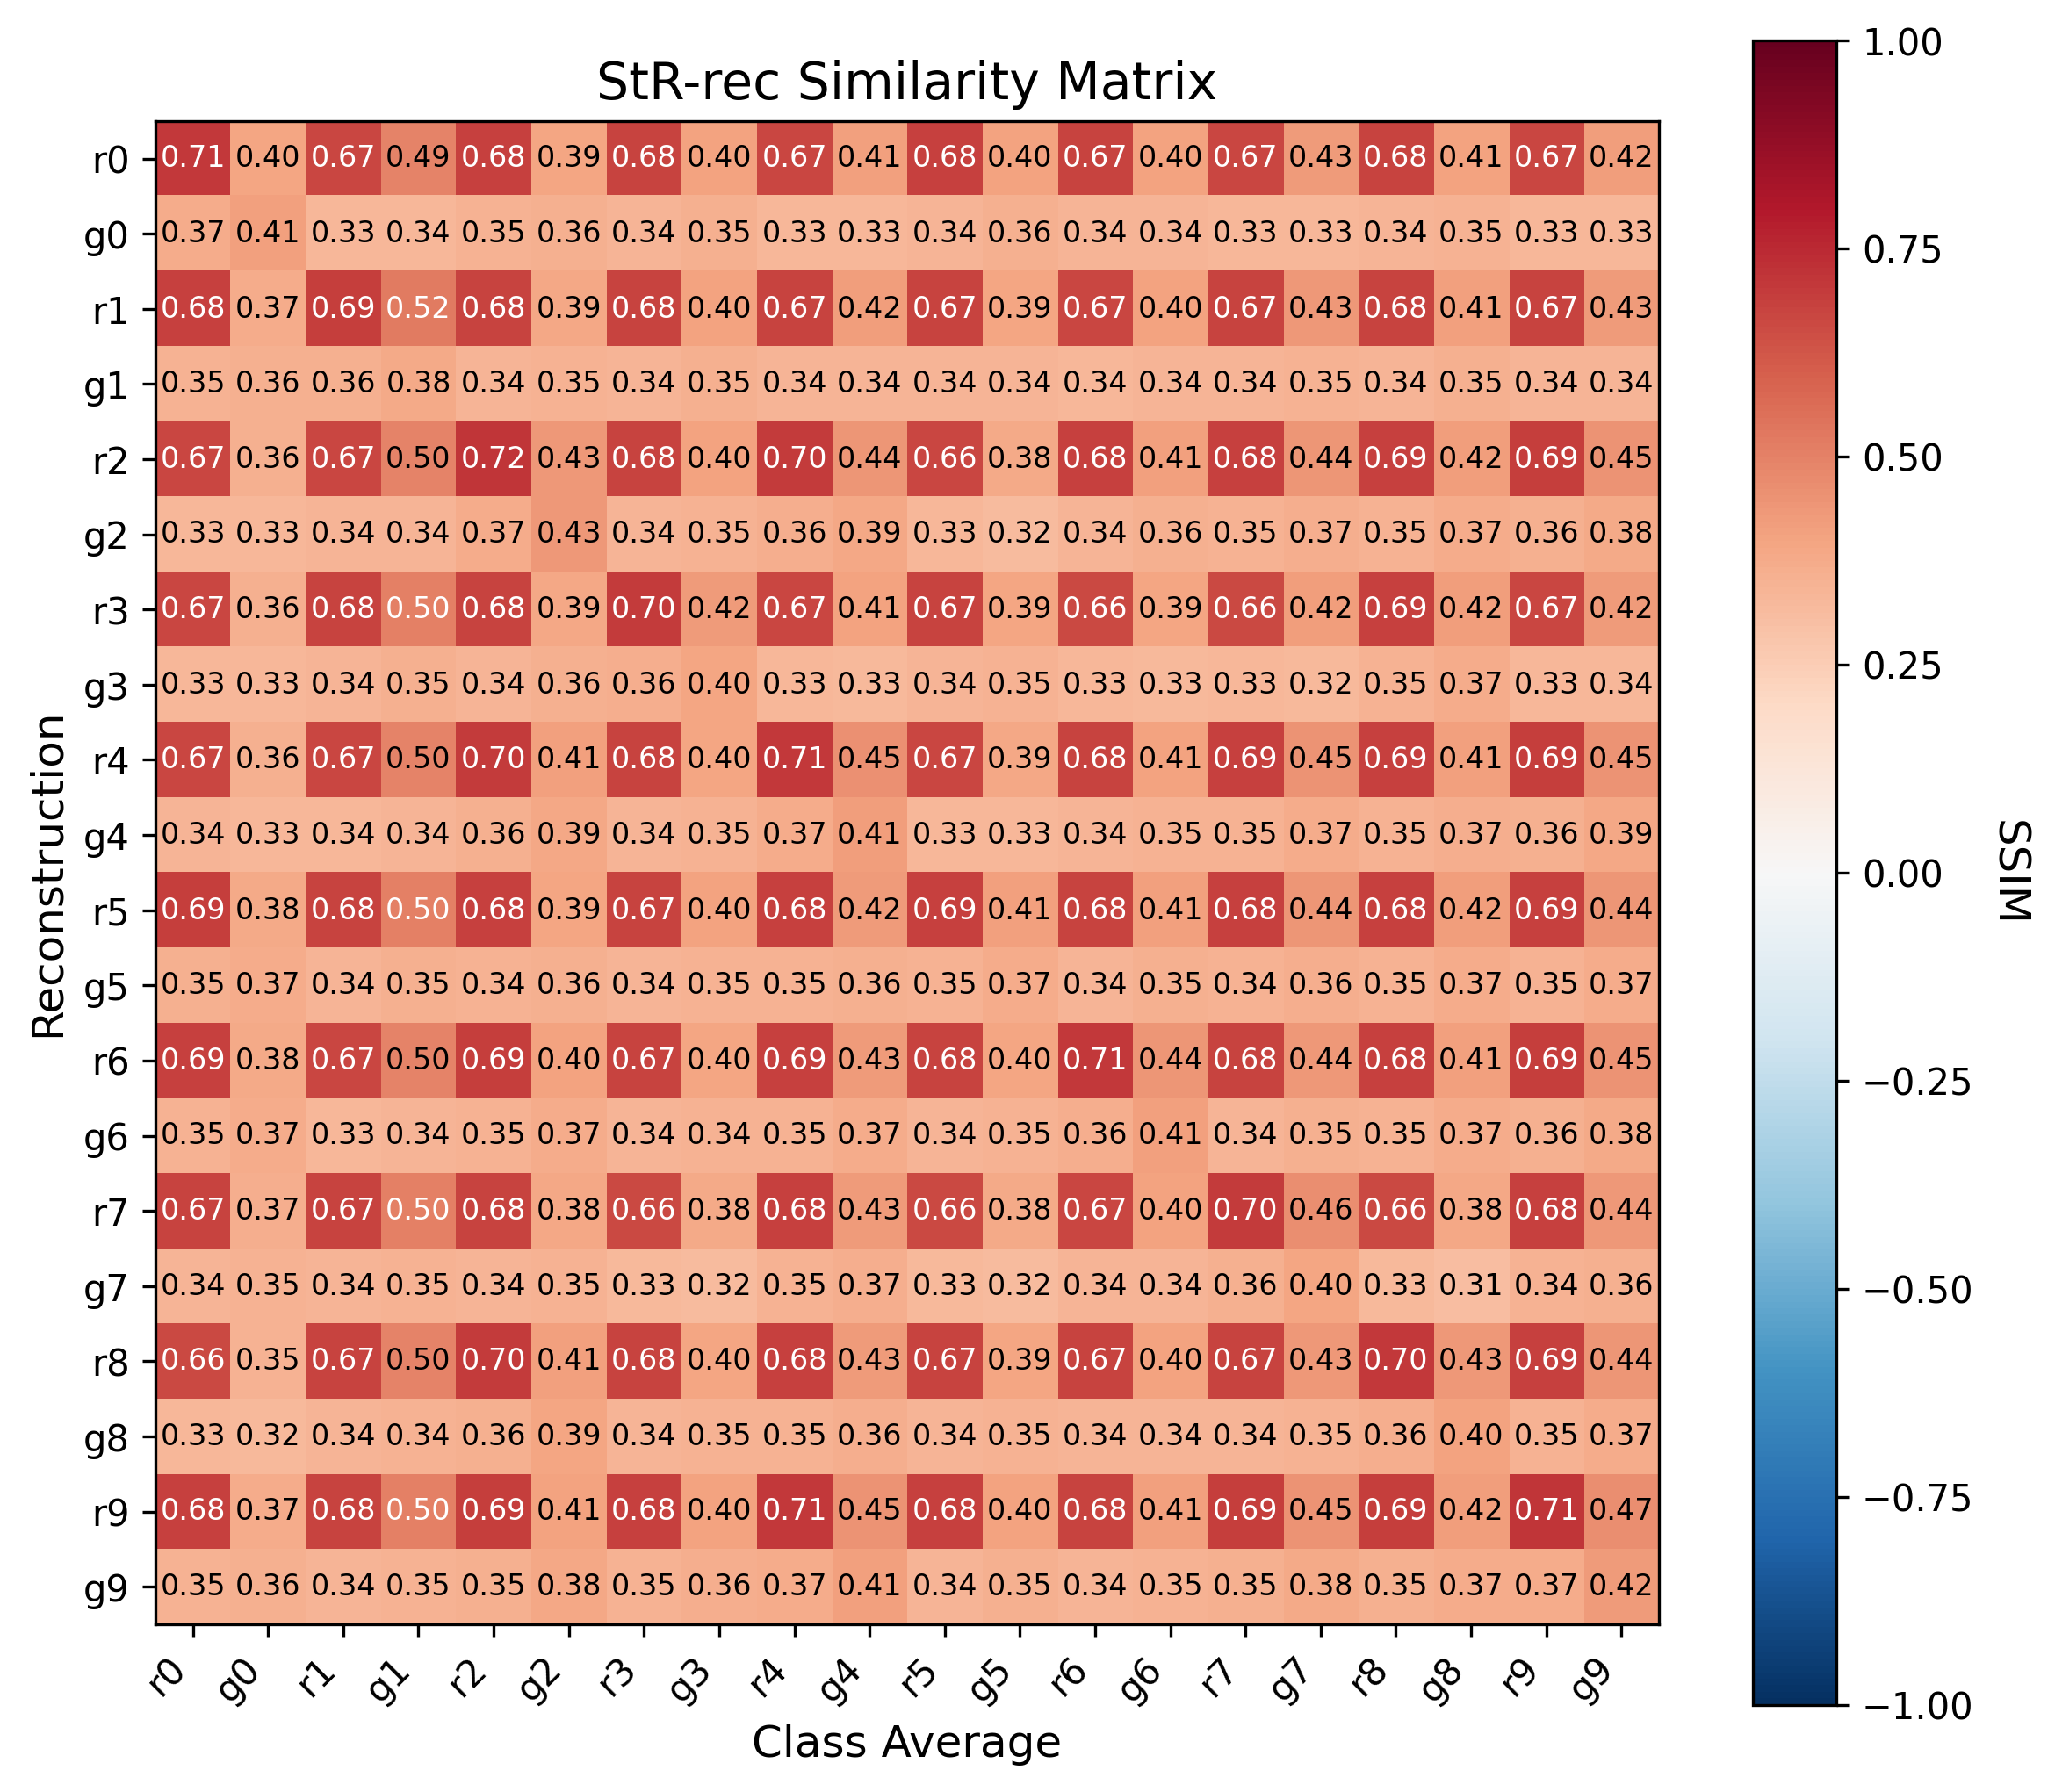 StR-rec Similarity Matrix
r0 0.71 0.40 0.67 0.49 0.68 0.39 0.68 0.40 0.67 0.41 0.68 0.40 0.67 0.40 0.67 0.43 0.68 0.41 0.67 0.42
g0 0.37 0.41 0.33 0.34 0.35 0.36 0.34 0.35 0.33 0.33 0.34 0.36 0.34 0.34 0.33 0.33 0.34 0.35 0.33 0.33
r1 0.68 0.37 0.69 0.52 0.68 0.39 0.68 0.40 0.67 0.42 0.67 0.39 0.67 0.40 0.67 0.43 0.68 0.41 0.67 0.43
g1 0.35 0.36 0.36 0.38 0.34 0.35 0.34 0.35 0.34 0.34 0.34 0.34 0.34 0.34 0.34 0.35 0.34 0.35 0.34 0.34
r2 0.67 0.36 0.67 0.50 0.72 0.43 0.68 0.40 0.70 0.44 0.66 0.38 0.68 0.41 0.68 0.44 0.69 0.42 0.69 0.45
g2 0.33 0.33 0.34 0.34 0.37 0.43 0.34 0.35 0.36 0.39 0.33 0.32 0.34 0.36 0.35 0.37 0.35 0.37 0.36 0.38
r3 0.67 0.36 0.68 0.50 0.68 0.39 0.70 0.42 0.67 0.41 0.67 0.39 0.66 0.39 0.66 0.42 0.69 0.42 0.67 0.42
g3 0.33 0.33 0.34 0.35 0.34 0.36 0.36 0.40 0.33 0.33 0.34 0.35 0.33 0.33 0.33 0.32 0.35 0.37 0.33 0.34
r4 0.67 0.36 0.67 0.50 0.70 0.41 0.68 0.40 0.71 0.45 0.67 0.39 0.68 0.41 0.69 0.45 0.69 0.41 0.69 0.45
g4 0.34 0.33 0.34 0.34 0.36 0.39 0.34 0.35 0.37 0.41 0.33 0.33 0.34 0.35 0.35 0.37 0.35 0.37 0.36 0.39
r5 0.69 0.38 0.68 0.50 0.68 0.39 0.67 0.40 0.68 0.42 0.69 0.41 0.68 0.41 0.68 0.44 0.68 0.42 0.69 0.44
g5 0.35 0.37 0.34 0.35 0.34 0.36 0.34 0.35 0.35 0.36 0.35 0.37 0.34 0.35 0.34 0.36 0.35 0.37 0.35 0.37
r6 0.69 0.38 0.67 0.50 0.69 0.40 0.67 0.40 0.69 0.43 0.68 0.40 0.71 0.44 0.68 0.44 0.68 0.41 0.69 0.45
g6 0.35 0.37 0.33 0.34 0.35 0.37 0.34 0.34 0.35 0.37 0.34 0.35 0.36 0.41 0.34 0.35 0.35 0.37 0.36 0.38
r7 0.67 0.37 0.67 0.50 0.68 0.38 0.66 0.38 0.68 0.43 0.66 0.38 0.67 0.40 0.70 0.46 0.66 0.38 0.68 0.44
g7 0.34 0.35 0.34 0.35 0.34 0.35 0.33 0.32 0.35 0.37 0.33 0.32 0.34 0.34 0.36 0.40 0.33 0.31 0.34 0.36
r8 0.66 0.35 0.67 0.50 0.70 0.41 0.68 0.40 0.68 0.43 0.67 0.39 0.67 0.40 0.67 0.43 0.70 0.43 0.69 0.44
g8 0.33 0.32 0.34 0.34 0.36 0.39 0.34 0.35 0.35 0.36 0.34 0.35 0.34 0.34 0.34 0.35 0.36 0.40 0.35 0.37
r9 0.68 0.37 0.68 0.50 0.69 0.41 0.68 0.40 0.71 0.45 0.68 0.40 0.68 0.41 0.69 0.45 0.69 0.42 0.71 0.47
g9 0.35 0.36 0.34 0.35 0.35 0.38 0.35 0.36 0.37 0.41 0.34 0.35 0.34 0.35 0.35 0.38 0.35 0.37 0.37 0.42
r0 g0 r1 g1 r2 g2 r3 g3 r4 g4 r5 g5 r6 g6 r7 g7 r8 g8 r9 g9
Class Average
Reconstruction
1.00
0.75
0.50
0.25
0.00
−0.25
−0.50
−0.75
−1.00
SSIM